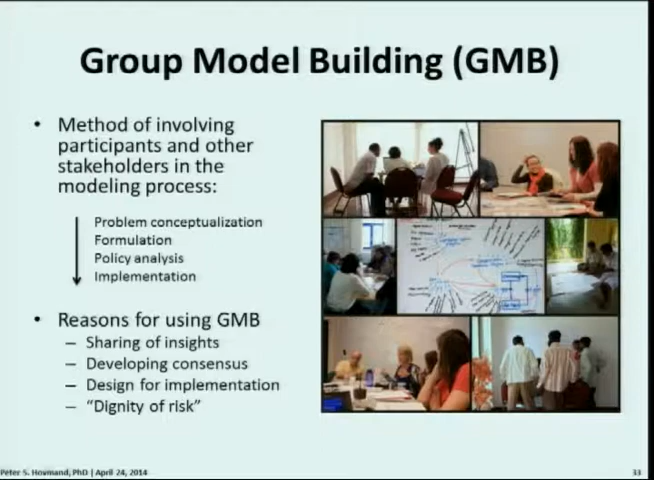 Group Model Building (GMB)
• Method of involving
participants and other
stakeholders in the
modeling process:
Problem conceptualization
Formulation
Policy analysis
Implementation
• Reasons for using GMB
– Sharing of insights
– Developing consensus
– Design for implementation
– “Dignity of risk”
Peter S. Hovmand, PhD | April 24, 2014
33